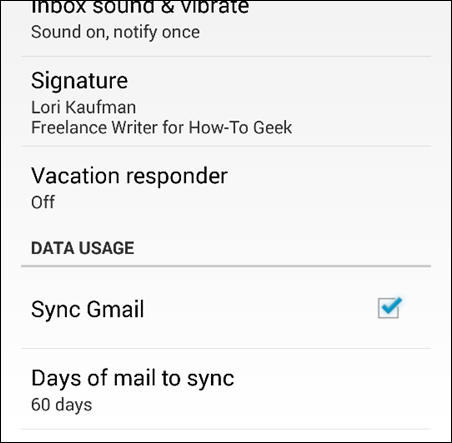 Inbox sound & vibrate
Sound on, notify once
Signature
Lori Kaufman
Freelance Writer for How-To Geek
Vacation responder
Off
DATA USAGE
Sync Gmail
Days of mail to sync
60 days